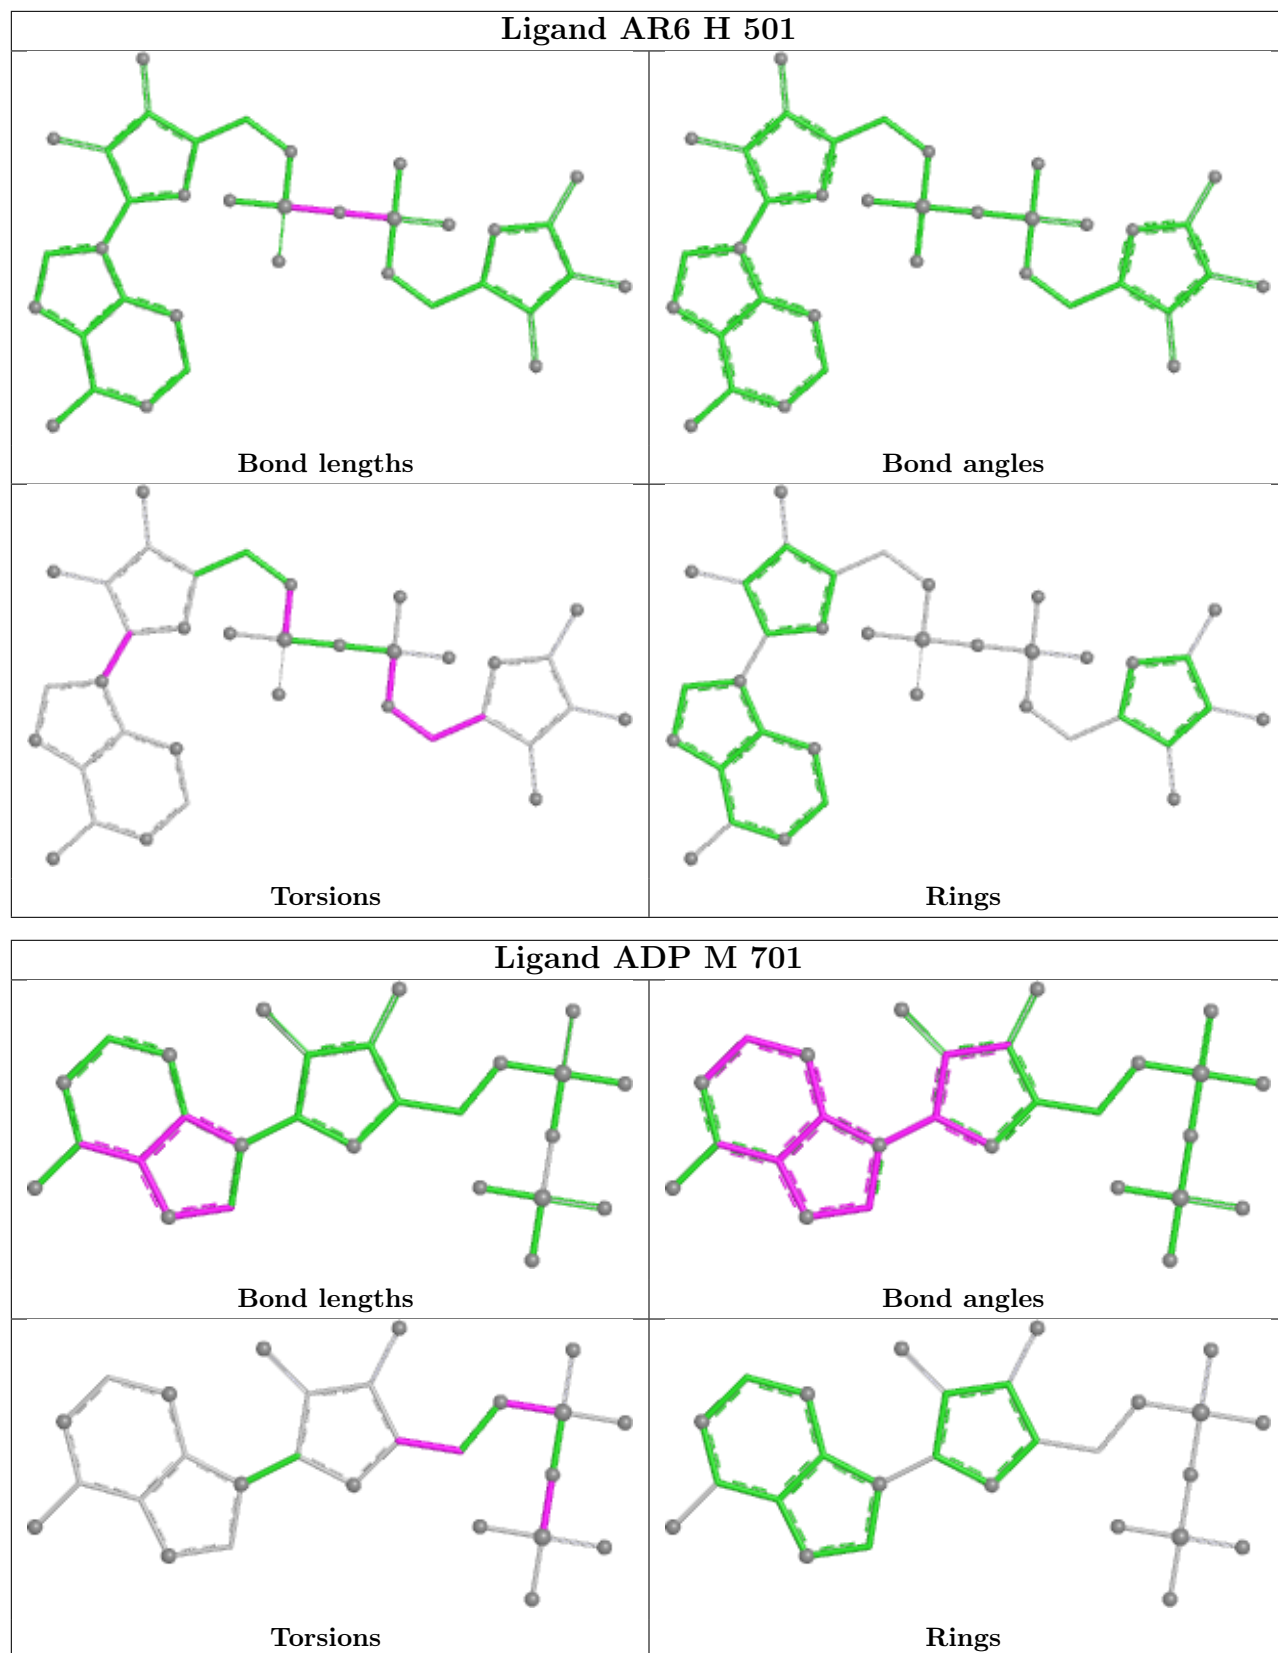 Ligand AR6 H 501
Bond lengths
Bond angles
Torsions
Rings
Ligand ADP M 701
Bond lengths
Bond angles
Torsions
Rings